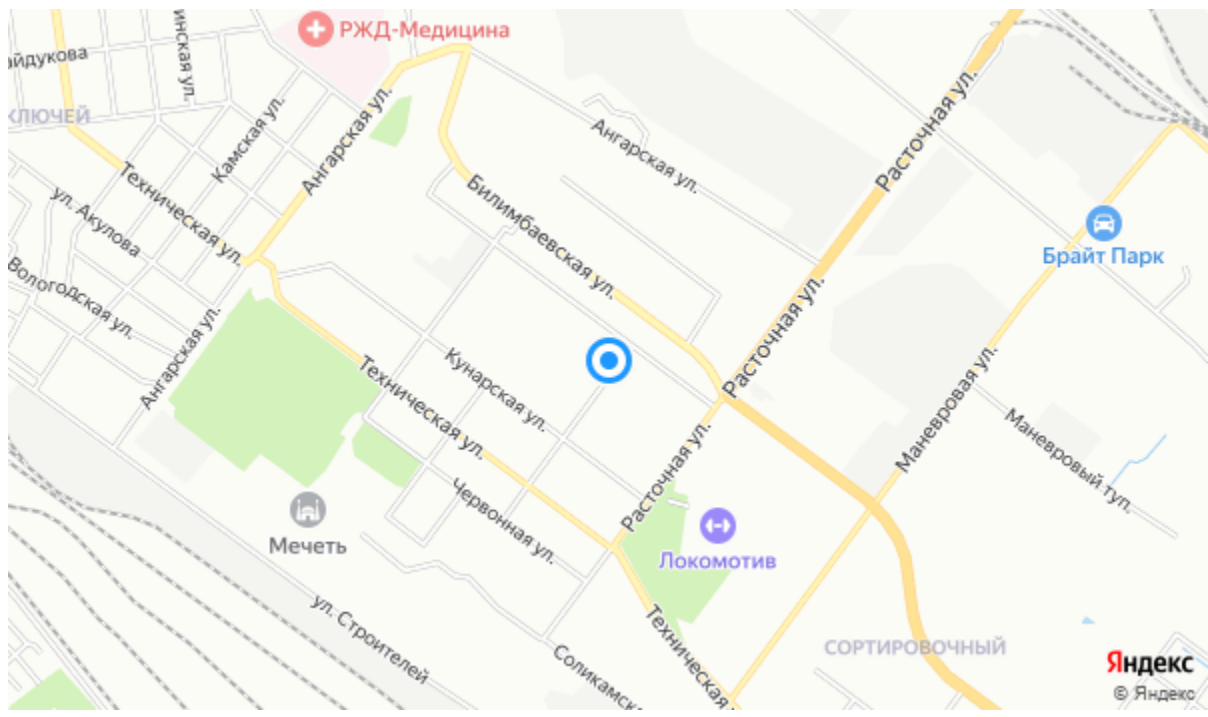 РЖД-Медицина
айдукова
инская ул.
КЛЮЧЕЙ
Камская ул.
Ангарская ул.
Ангарская ул.
Расточная ул.
Техническая ул.
ул. Акулова
Билимбаевская ул.
Брайт Парк
Вологодская ул.
Ангарская ул.
Расточная ул.
Кунарская ул.
Техническая ул.
Маневровая ул.
Маневровый туп.
Расточная ул.
Червонная ул.
Мечеть
Локомотив
ул. Строителей
Соликамска
Техническая у
СОРТИРОВОЧНЫЙ
Яндекс
© Яндекс